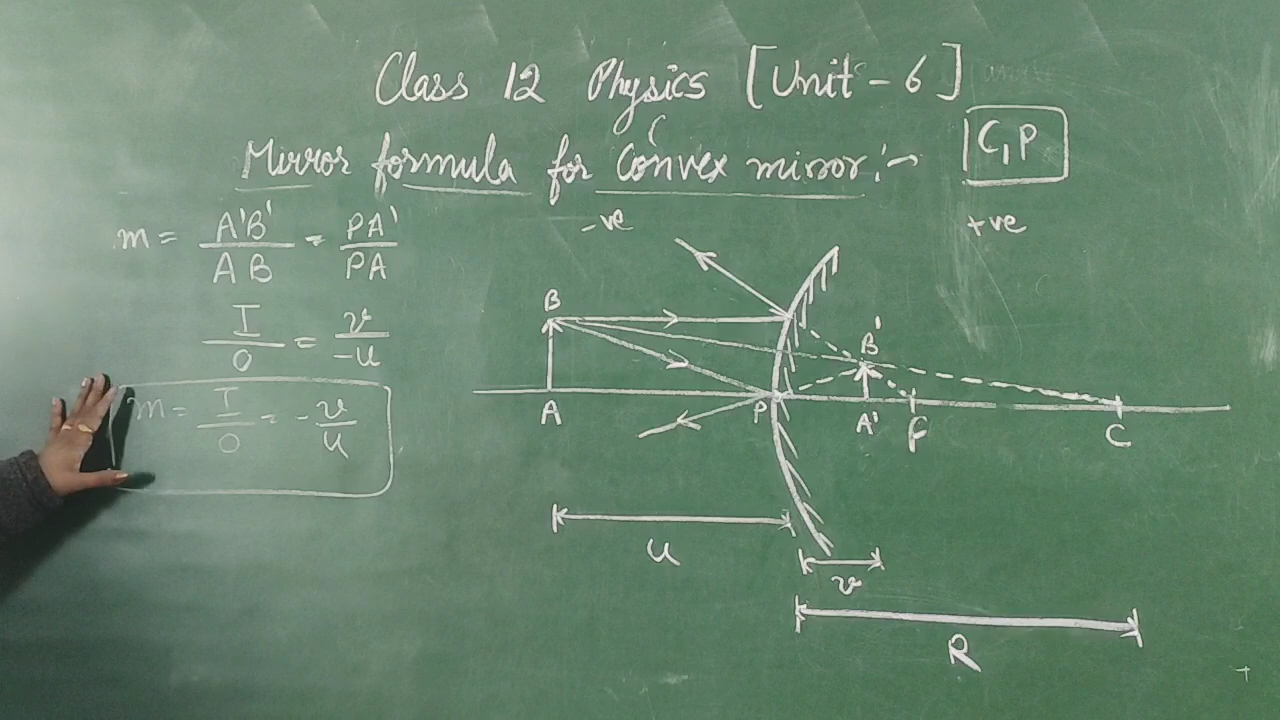 Class 12 Physics [Unit - 6]
Mirror formula for Convex mirror :-
C, P
-ve
+ve
m = A'B' / AB = PA' / PA
I / O = v / -u
m = I / O = - v / u
B
A
P
B'
A'
F
C
u
v
R